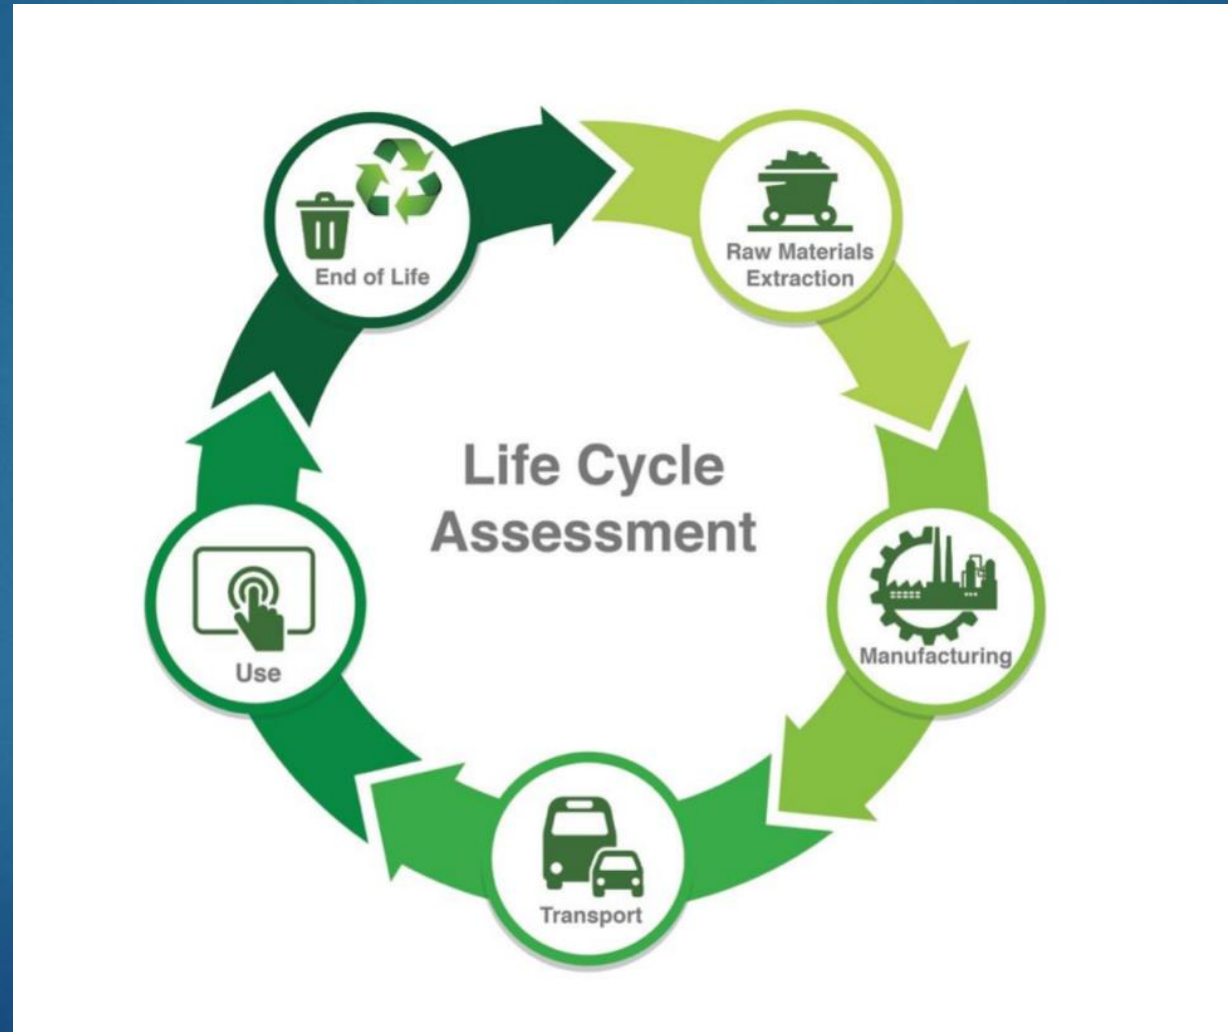 Life Cycle
Assessment
Raw Materials
Extraction
Manufacturing
Transport
Use
End of Life